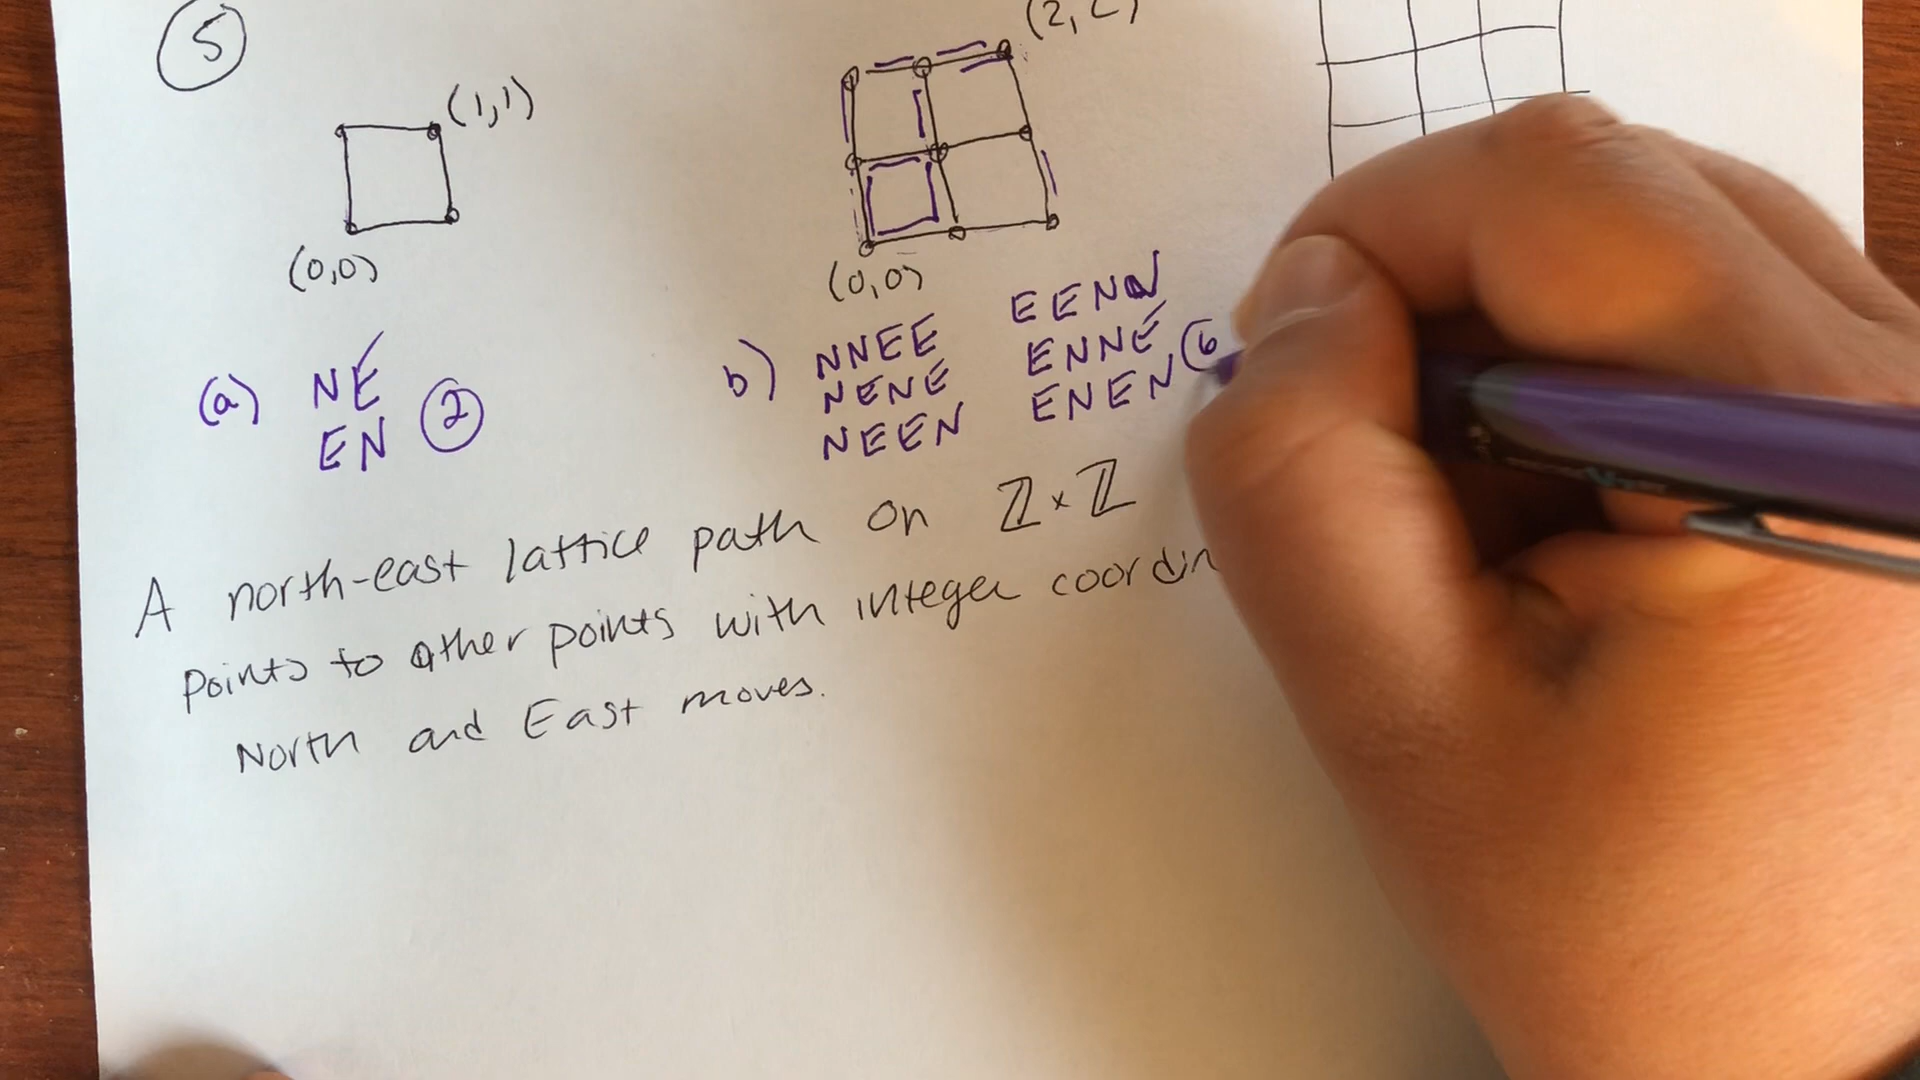 5
(1,1)
(0,0)
(2,2)
(0,0)
(a) NE
EN 2
b) NNEE EENN
NENE ENNE 6
NEEN ENEN
A north-east lattice path on ℤ×ℤ
points to other points with integer
North and East moves.